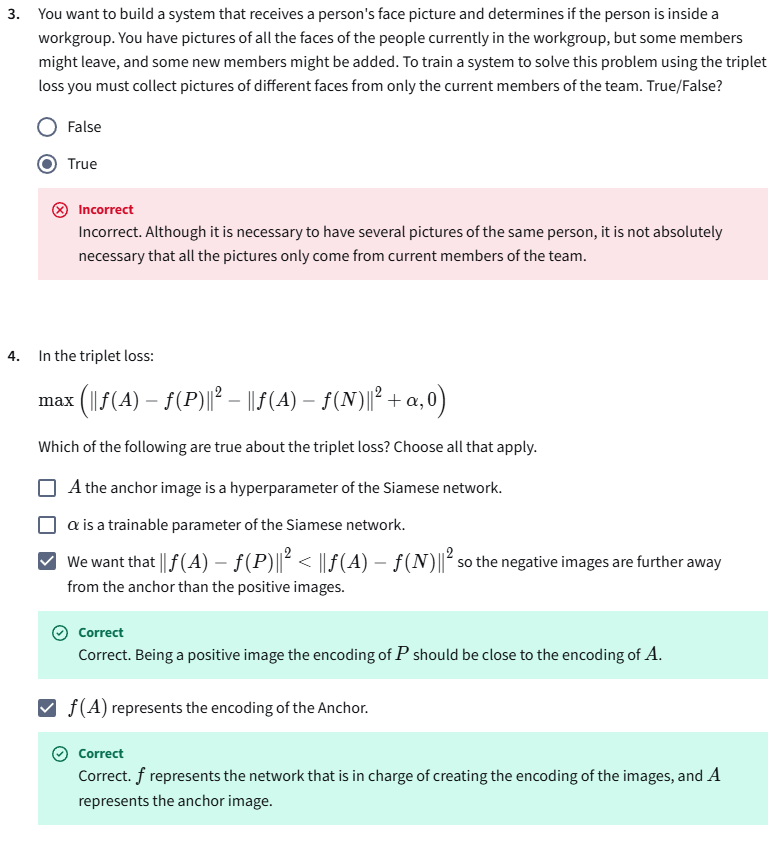 3. You want to build a system that receives a person's face picture and determines if the person is inside a
workgroup. You have pictures of all the faces of the people currently in the workgroup, but some members
might leave, and some new members might be added. To train a system to solve this problem using the triplet
loss you must collect pictures of different faces from only the current members of the team. True/False?
False
True
Incorrect
Incorrect. Although it is necessary to have several pictures of the same person, it is not absolutely
necessary that all the pictures only come from current members of the team.
4. In the triplet loss:
max (‖f(A) − f(P)‖² − ‖f(A) − f(N)‖² + α, 0)
Which of the following are true about the triplet loss? Choose all that apply.
A the anchor image is a hyperparameter of the Siamese network.
α is a trainable parameter of the Siamese network.
We want that ‖f(A) − f(P)‖² < ‖f(A) − f(N)‖² so the negative images are further away
from the anchor than the positive images.
Correct
Correct. Being a positive image the encoding of P should be close to the encoding of A.
f(A) represents the encoding of the Anchor.
Correct
Correct. f represents the network that is in charge of creating the encoding of the images, and A
represents the anchor image.